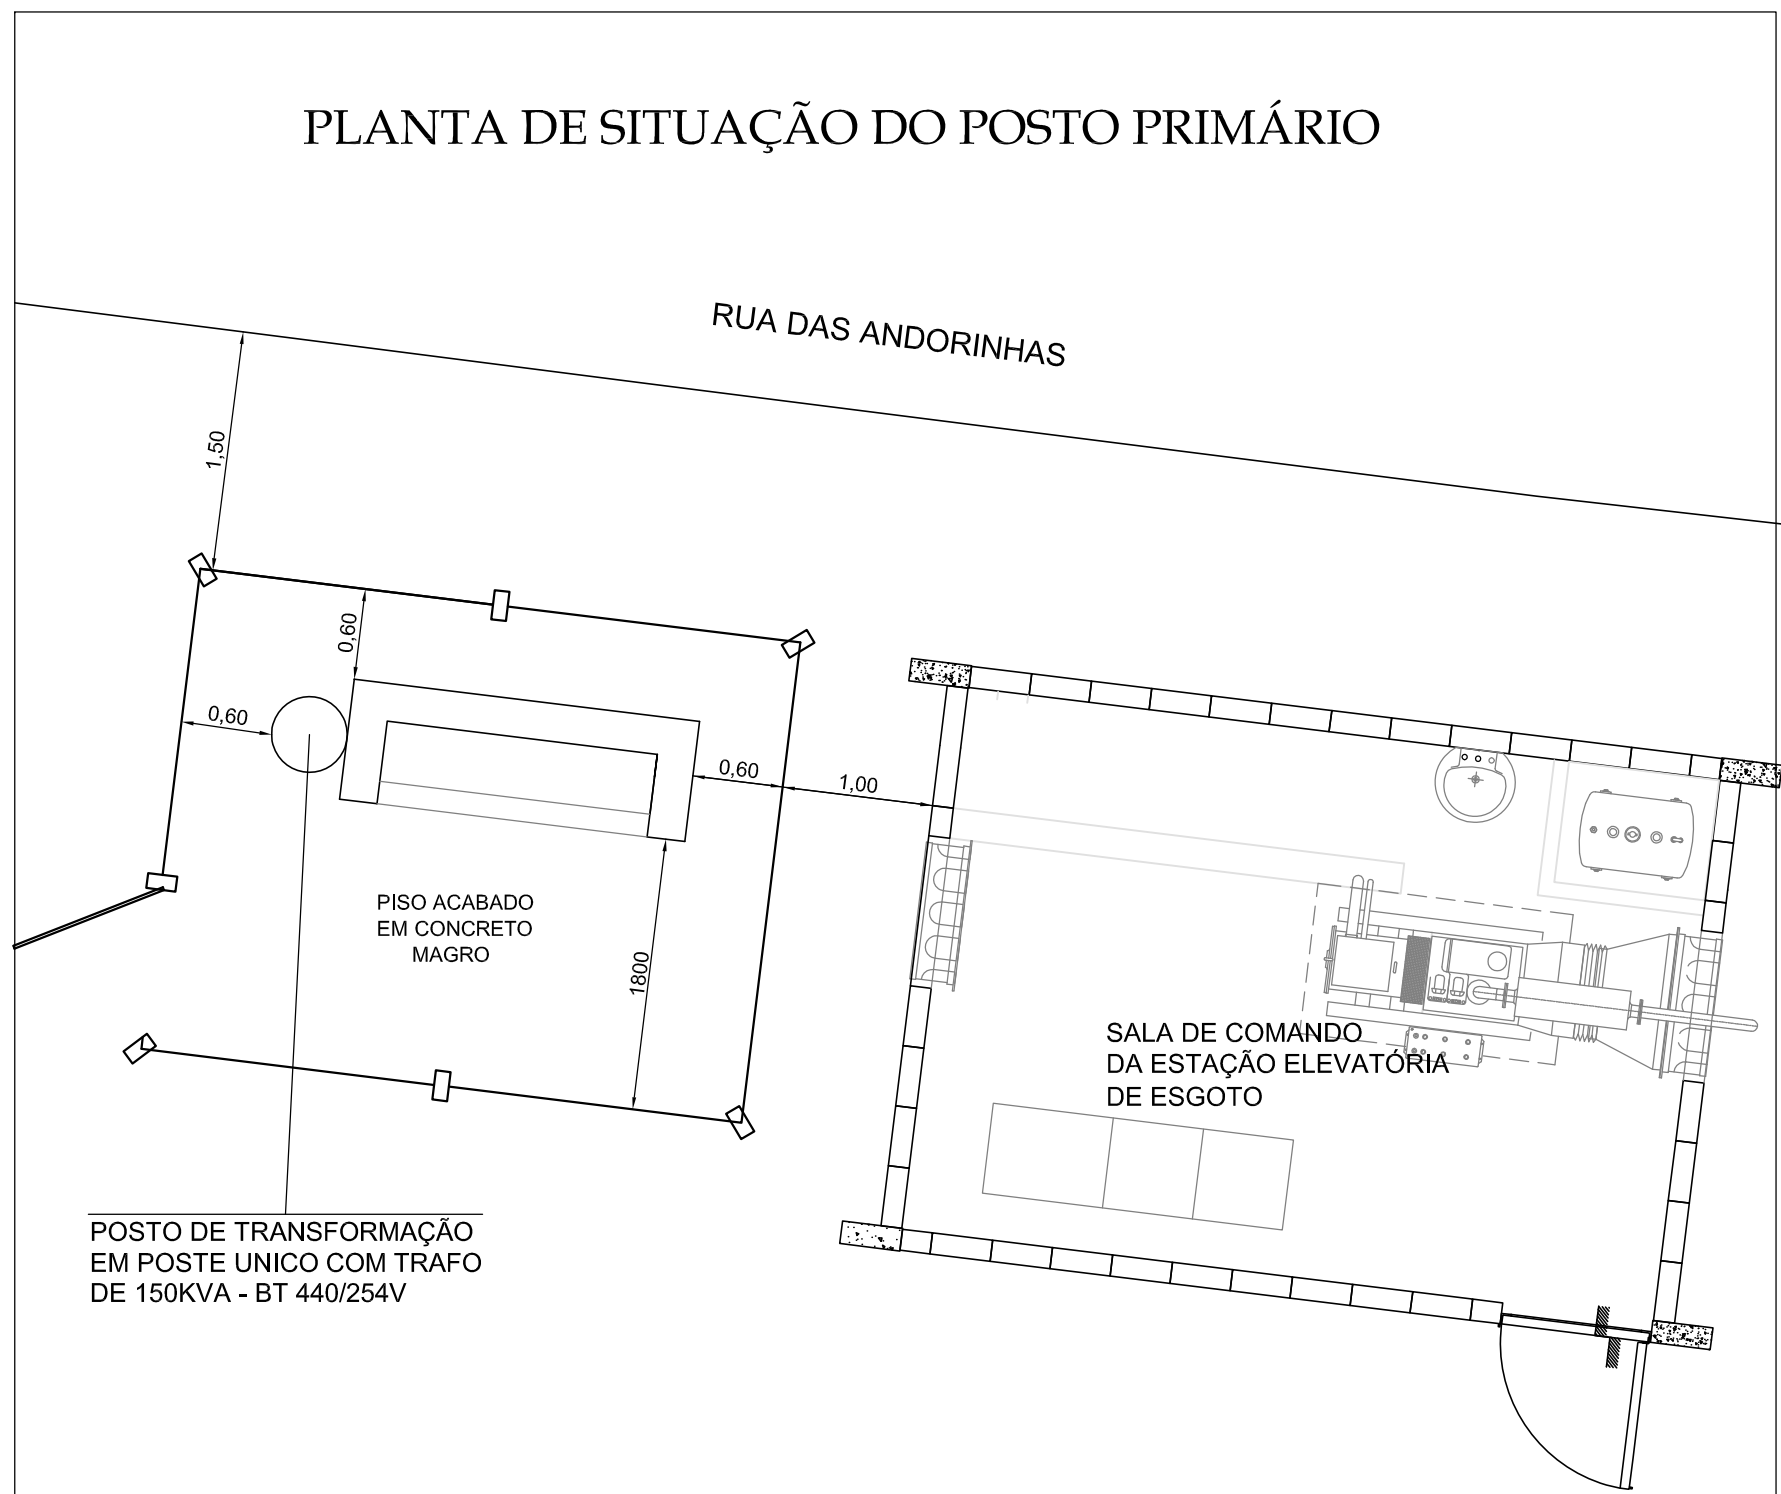 PLANTA DE SITUAÇÃO DO POSTO PRIMÁRIO
RUA DAS ANDORINHAS
1,50
0,60
0,60
0,60
1,00
PISO ACABADO
EM CONCRETO
MAGRO
1800
SALA DE COMANDO
DA ESTAÇÃO ELEVATÓRIA
DE ESGOTO
POSTO DE TRANSFORMAÇÃO
EM POSTE UNICO COM TRAFO
DE 150KVA - BT 440/254V